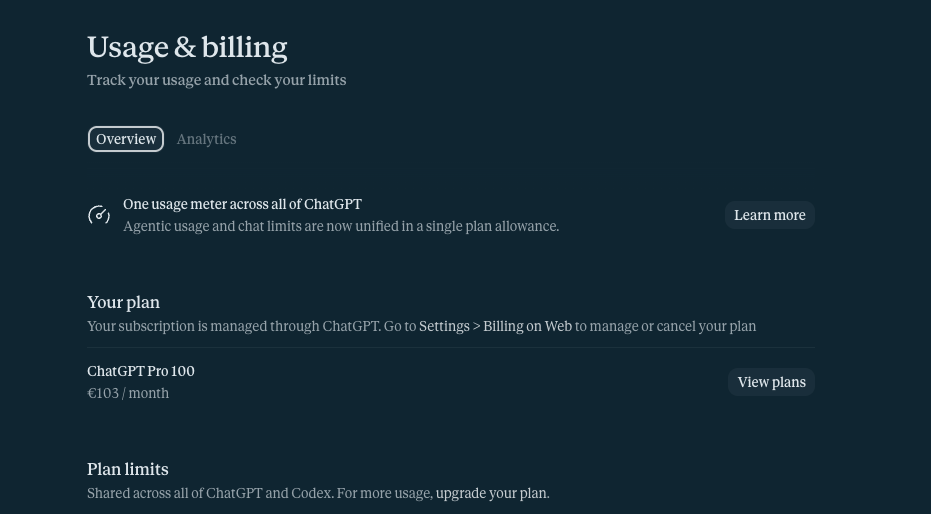 Usage & billing
Track your usage and check your limits
Overview Analytics
One usage meter across all of ChatGPT
Agentic usage and chat limits are now unified in a single plan allowance.
Learn more
Your plan
Your subscription is managed through ChatGPT. Go to Settings > Billing on Web to manage or cancel your plan
ChatGPT Pro 100
€103 / month
View plans
Plan limits
Shared across all of ChatGPT and Codex. For more usage, upgrade your plan.